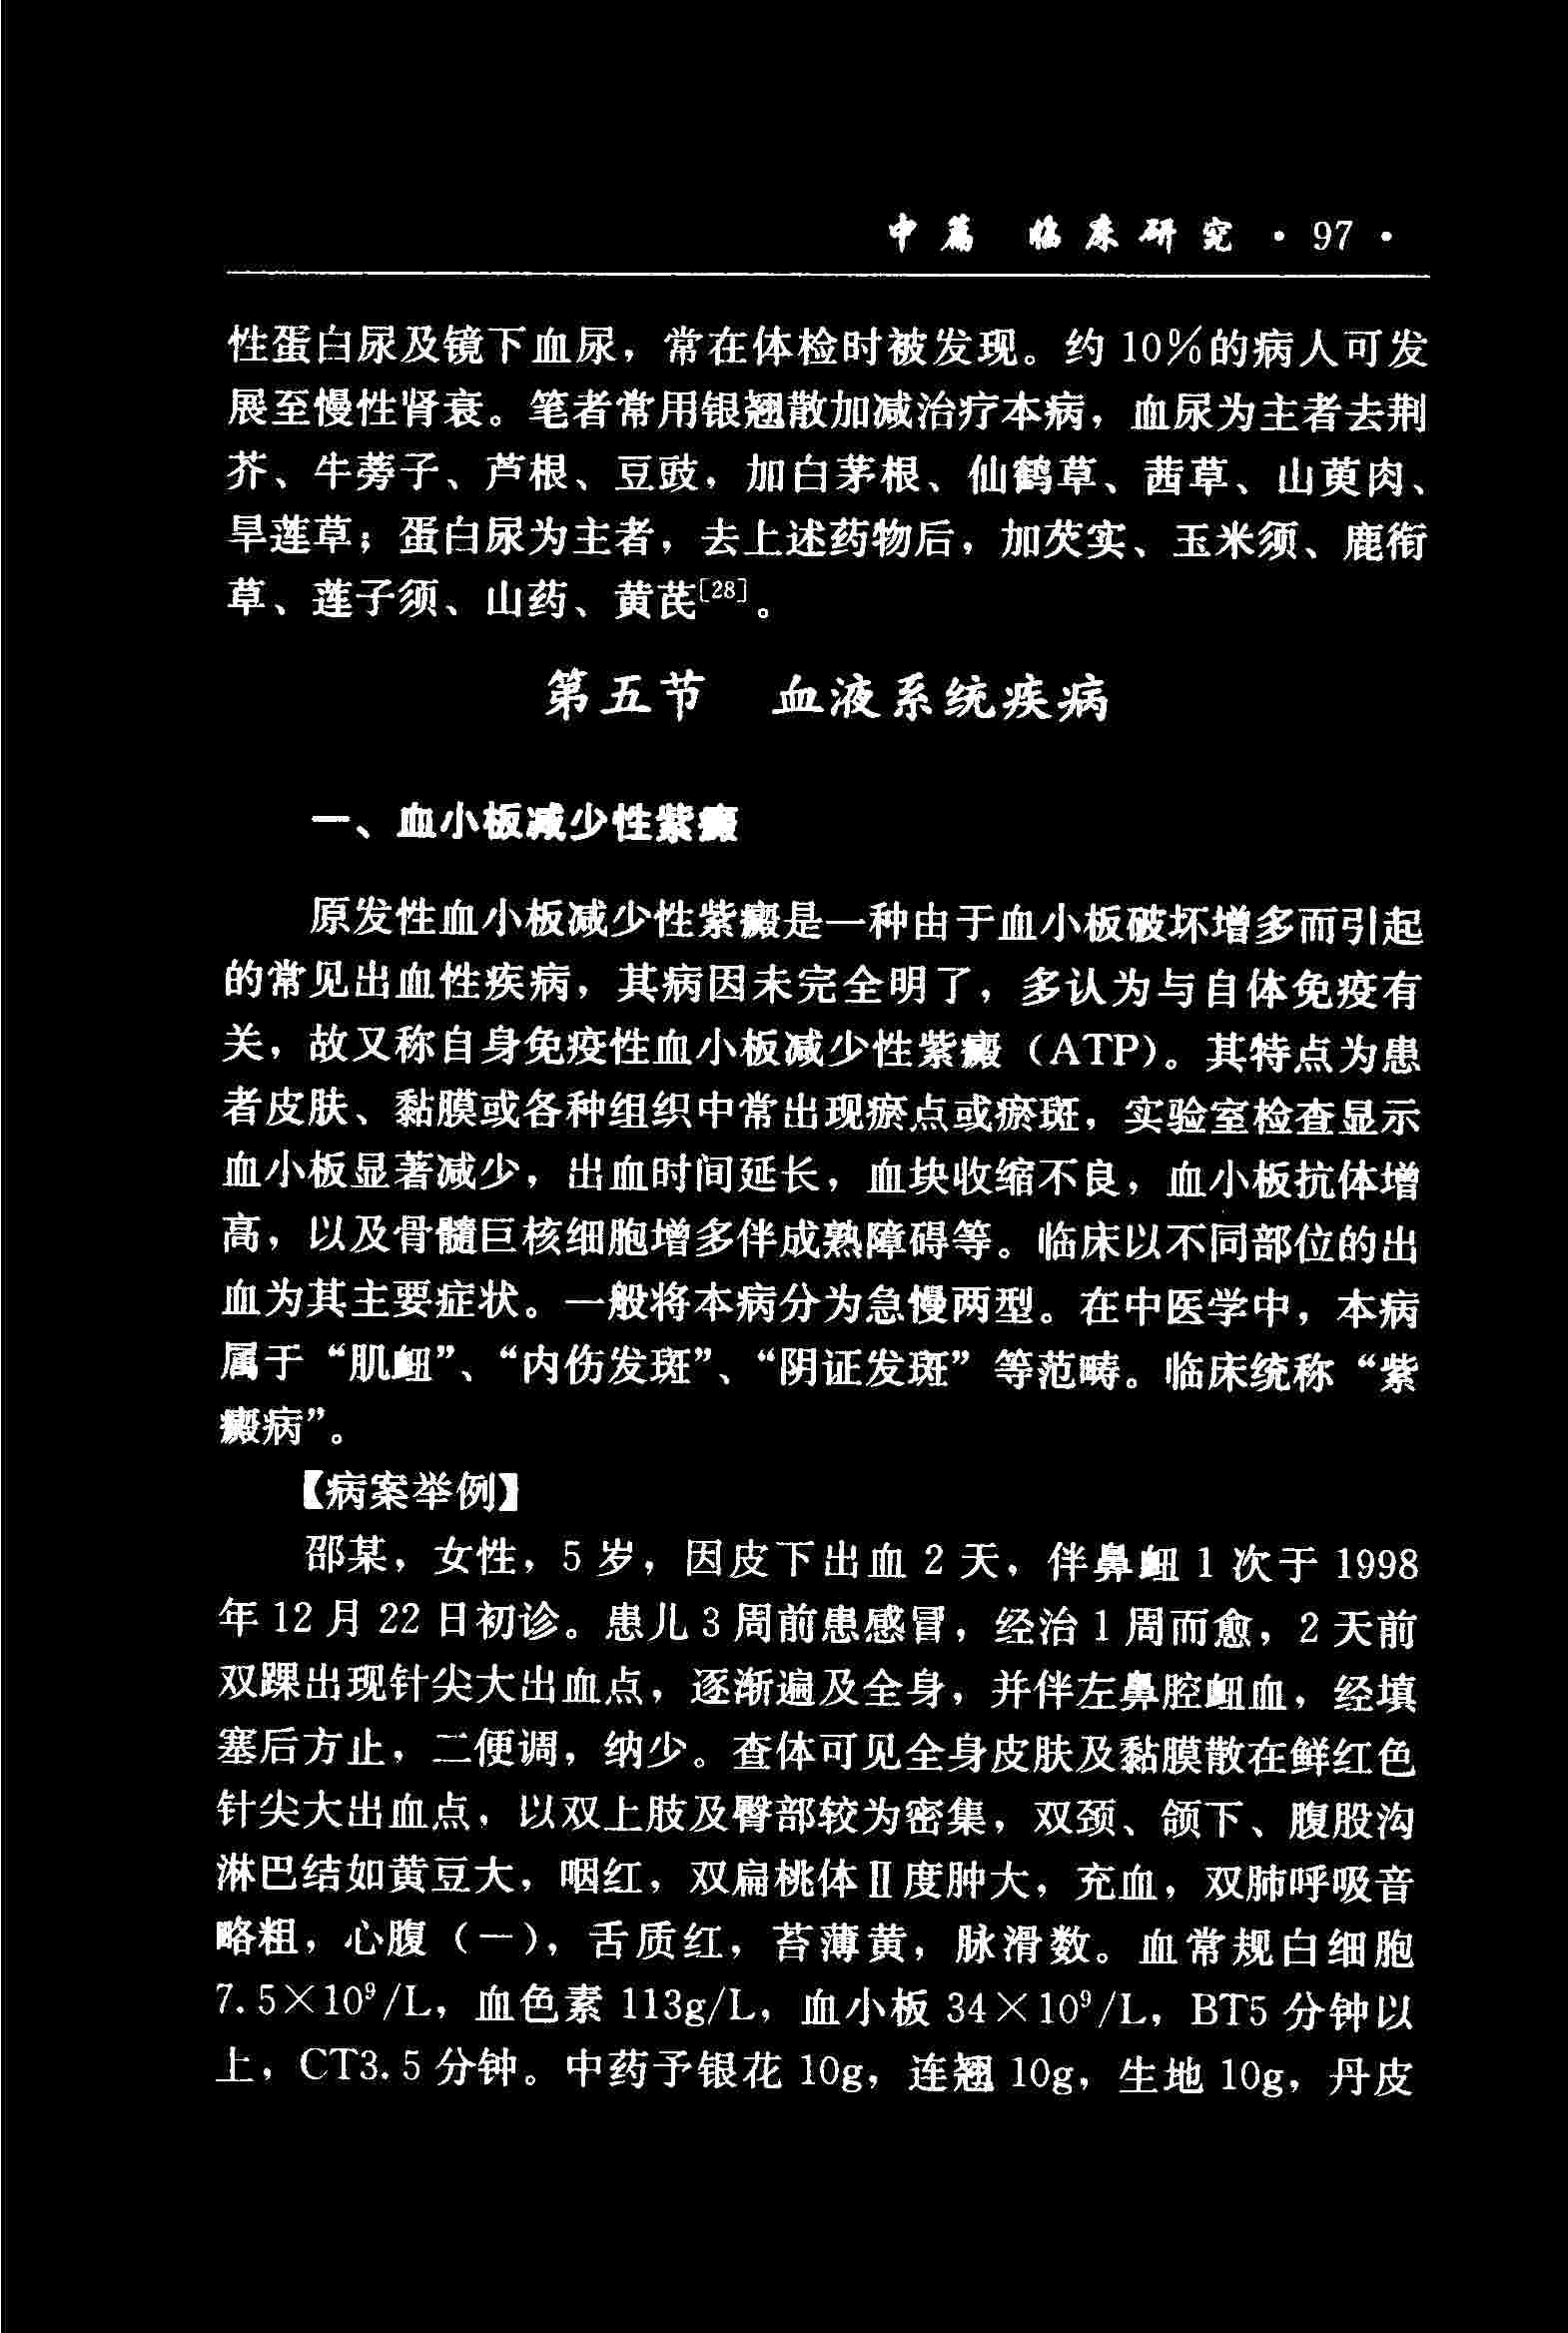 中篇 临床研究 · 97 ·
性蛋白尿及镜下血尿，常在体检时被发现。约 10%的病人可发
展至慢性肾衰。笔者常用银翘散加减治疗本病，血尿为主者去荆
芥、牛蒡子、芦根、豆豉，加白茅根、仙鹤草、茜草、山萸肉、
旱莲草；蛋白尿为主者，去上述药物后，加芡实、玉米须、鹿衔
草、莲子须、山药、黄芪[28]。
第五节 血液系统疾病
一、血小板减少性紫癜
原发性血小板减少性紫癜是一种由于血小板破坏增多而引起
的常见出血性疾病，其病因未完全明了，多认为与自体免疫有
关，故又称自身免疫性血小板减少性紫癜（ATP）。其特点为患
者皮肤、黏膜或各种组织中常出现瘀点或瘀斑，实验室检查显示
血小板显著减少，出血时间延长，血块收缩不良，血小板抗体增
高，以及骨髓巨核细胞增多伴成熟障碍等。临床以不同部位的出
血为其主要症状。一般将本病分为急慢两型。在中医学中，本病
属于“肌衄”、“内伤发斑”、“阴证发斑”等范畴。临床统称“紫
癜病”。
【病案举例】
邵某，女性，5 岁，因皮下出血 2 天，伴鼻衄 1 次于 1998
年 12 月 22 日初诊。患儿 3 周前患感冒，经治 1 周而愈，2 天前
双踝出现针尖大出血点，逐渐遍及全身，并伴左鼻腔衄血，经填
塞后方止，二便调，纳少。查体可见全身皮肤及黏膜散在鲜红色
针尖大出血点，以双上肢及臀部较为密集，双颈、颌下、腹股沟
淋巴结如黄豆大，咽红，双扁桃体Ⅱ度肿大，充血，双肺呼吸音
略粗，心腹（一），舌质红，苔薄黄，脉滑数。血常规白细胞
7.5×10⁹/L，血色素 113g/L，血小板 34×10⁹/L，BT5 分钟以
上，CT3.5 分钟。中药予银花 10g，连翘 10g，生地 10g，丹皮